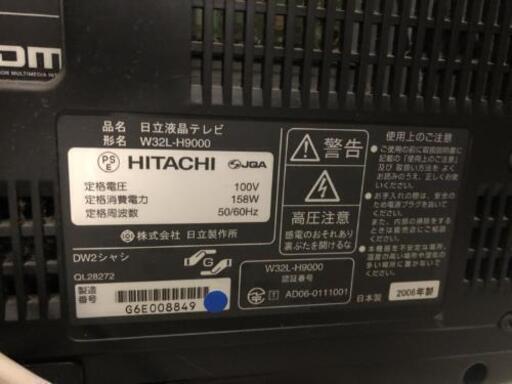 DM
OR MULTIMEDIA INT
品名 日立液晶テレビ
形名 W32L-H9000
PS
E
HITACHI JQA
定格電圧 100V
定格消費電力 158W
定格周波数 50/60Hz
株式会社 日立製作所
DW2シャシ
QL28272
製造
番号
G6E008849
警告
高圧注意
感電のおそれあり
裏ぶたを開けるな
W32L-H9000
認証番号
T AD06-0111001
使用上のご注意
日本製 2006年製